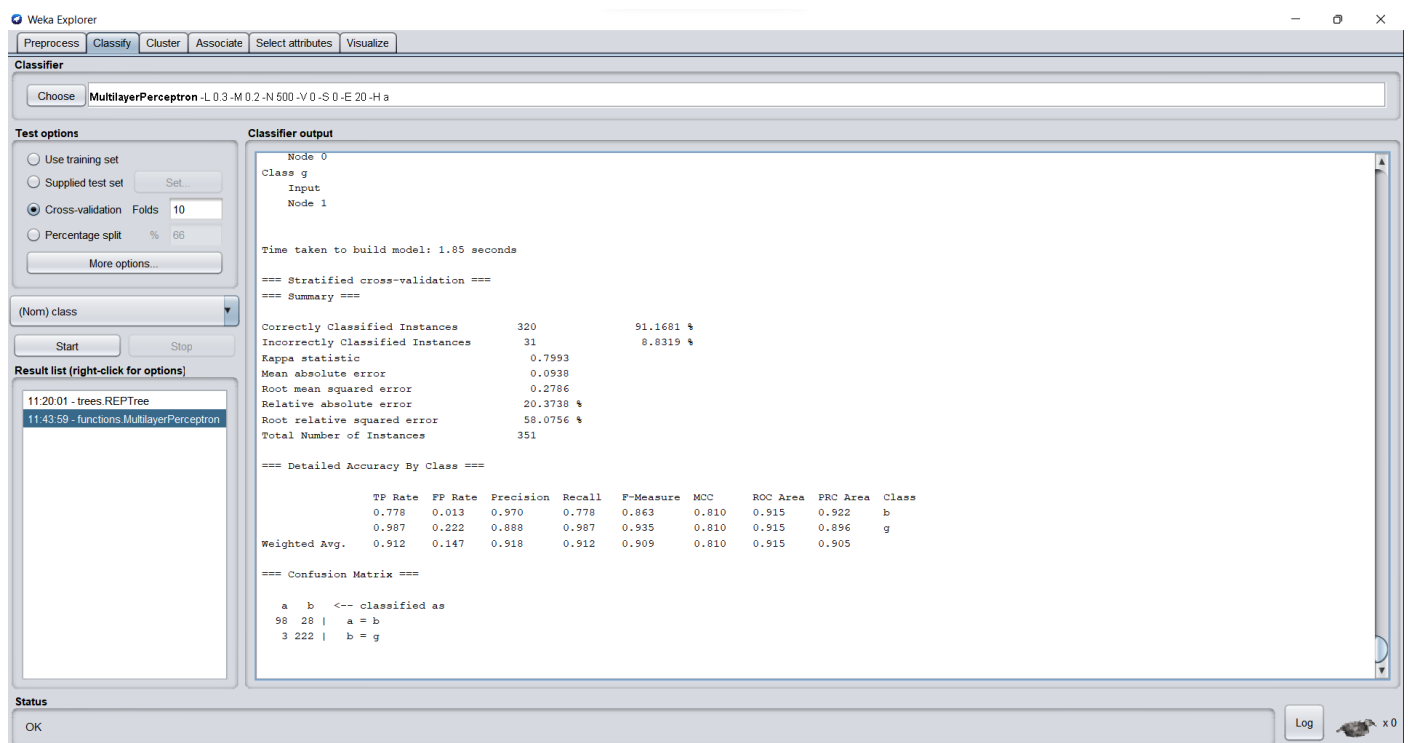 Weka Explorer
Preprocess Classify Cluster Associate Select attributes Visualize
Classifier
Choose MultilayerPerceptron -L 0.3 -M 0.2 -N 500 -V 0 -S 0 -E 20 -H a
Test options
Use training set
Supplied test set Set...
Cross-validation Folds 10
Percentage split % 66
More options...
(Nom) class
Start Stop
Result list (right-click for options)
11:20:01 - trees.REPTree
11:43:59 - functions.MultilayerPerceptron
Classifier output
Node 0
Class g
Input
Node 1
Time taken to build model: 1.85 seconds
=== Stratified cross-validation ===
=== Summary ===
Correctly Classified Instances 320 91.1681 %
Incorrectly Classified Instances 31 8.8319 %
Kappa statistic 0.7993
Mean absolute error 0.0938
Root mean squared error 0.2786
Relative absolute error 20.3738 %
Root relative squared error 58.0756 %
Total Number of Instances 351
=== Detailed Accuracy By Class ===
TP Rate FP Rate Precision Recall F-Measure MCC ROC Area PRC Area Class
0.778 0.013 0.970 0.778 0.863 0.810 0.915 0.922 b
0.987 0.222 0.888 0.987 0.935 0.810 0.915 0.896 g
Weighted Avg. 0.912 0.147 0.918 0.912 0.909 0.810 0.915 0.905
=== Confusion Matrix ===
a b <-- classified as
98 28 | a = b
3 222 | b = g
Status
OK
Log x 0